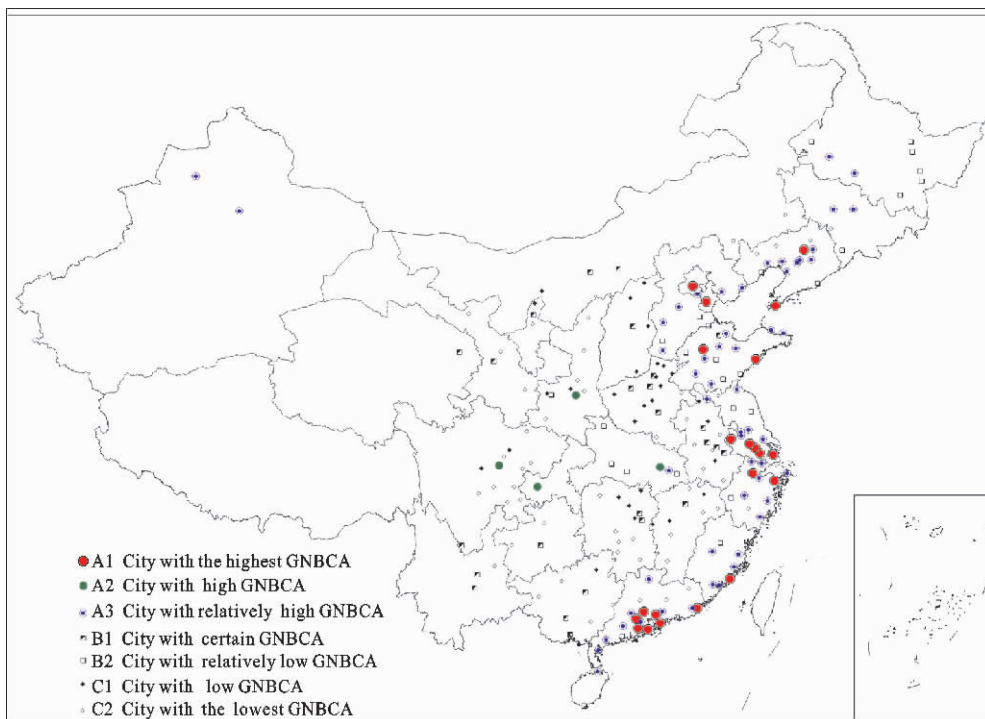 A1 City with the highest GNBCA
A2 City with high GNBCA
A3 City with relatively high GNBCA
B1 City with certain GNBCA
B2 City with relatively low GNBCA
C1 City with low GNBCA
C2 City with the lowest GNBCA